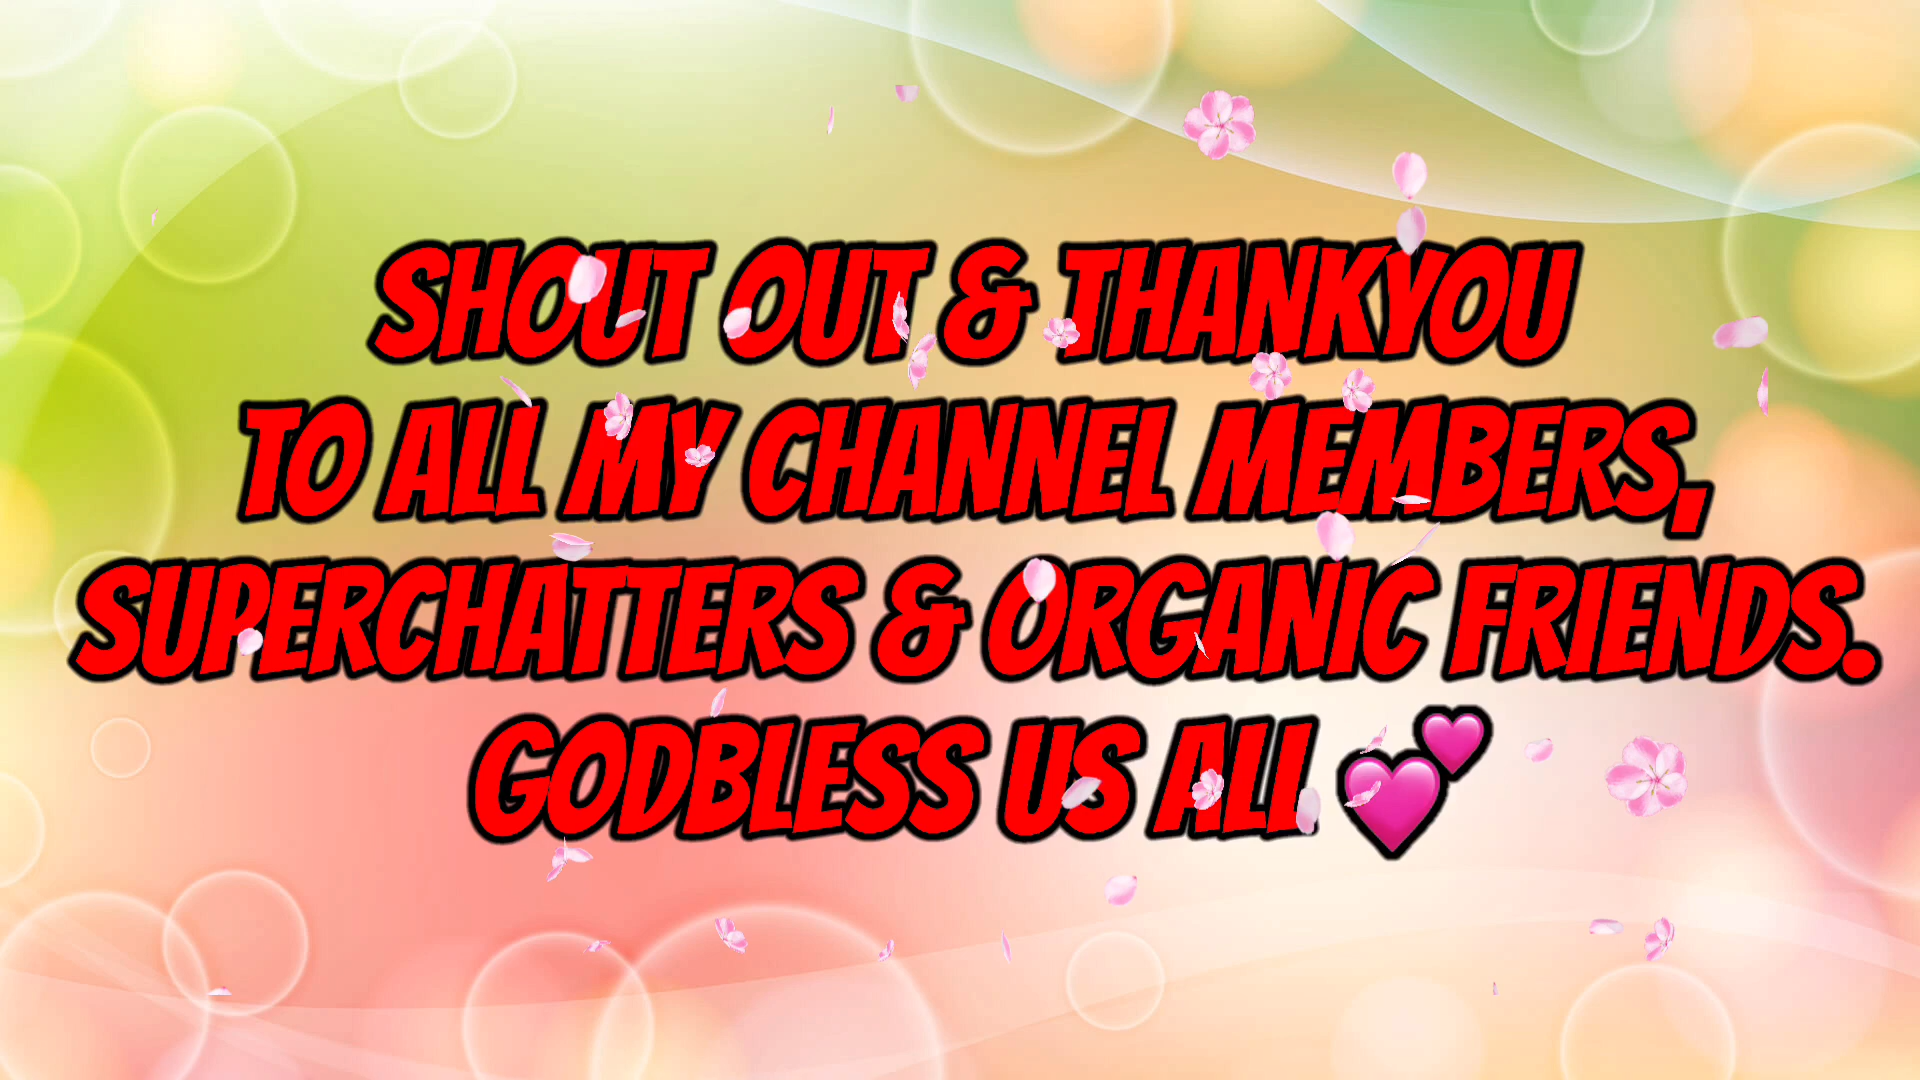 SHOUT OUT & THANKYOU
TO ALL MY CHANNEL MEMBERS,
SUPERCHATTERS & ORGANIC FRIENDS.
GODBLESS US ALL 💕